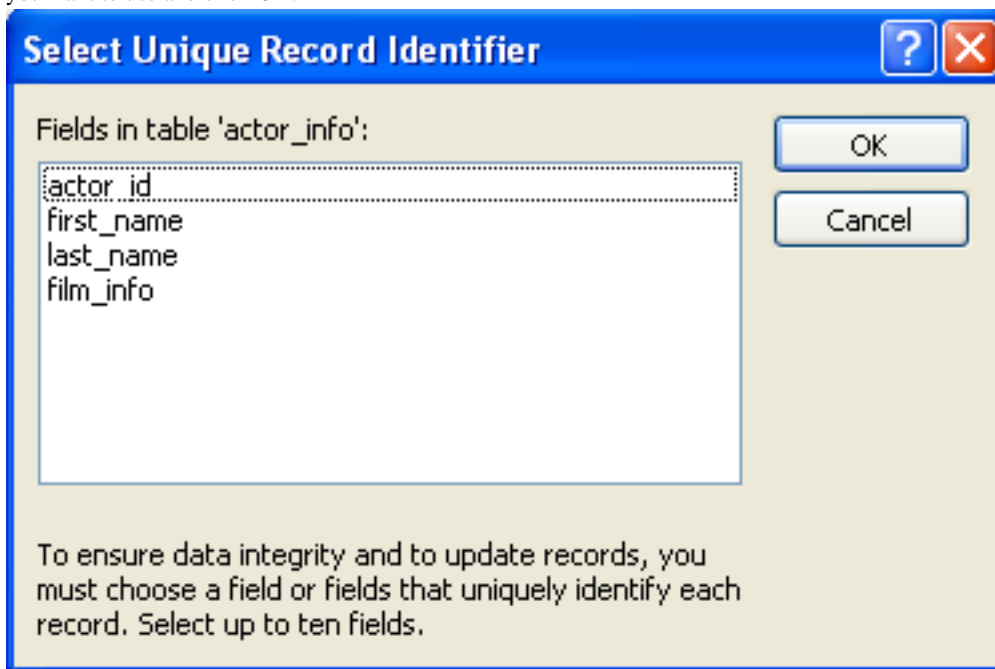 Select Unique Record Identifier
Fields in table 'actor_info':
OK
actor_id
first_name
Cancel
last_name
film_info
To ensure data integrity and to update records, you
must choose a field or fields that uniquely identify each
record. Select up to ten fields.